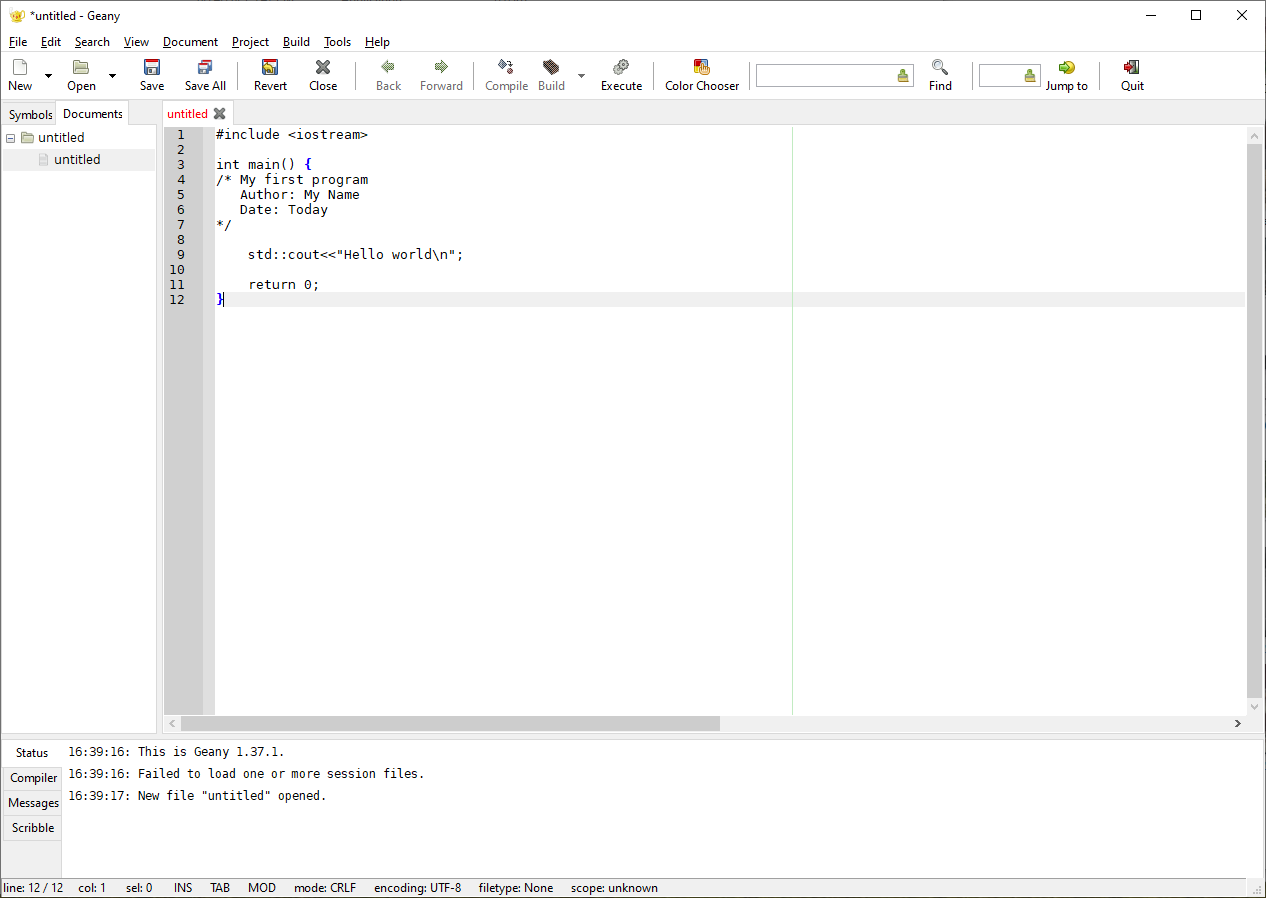 *untitled - Geany
File Edit Search View Document Project Build Tools Help
New Open Save Save All Revert Close Back Forward Compile Build Execute Color Chooser Find Jump to Quit
Symbols Documents untitled
untitled
untitled
1 #include <iostream>
2
3 int main() {
4 /* My first program
5    Author: My Name
6    Date: Today
7 */
8
9     std::cout<<"Hello world\n";
10
11     return 0;
12 }
Status
Compiler
Messages
Scribble
16:39:16: This is Geany 1.37.1.
16:39:16: Failed to load one or more session files.
16:39:17: New file "untitled" opened.
line: 12 / 12 col: 1 sel: 0 INS TAB MOD mode: CRLF encoding: UTF-8 filetype: None scope: unknown